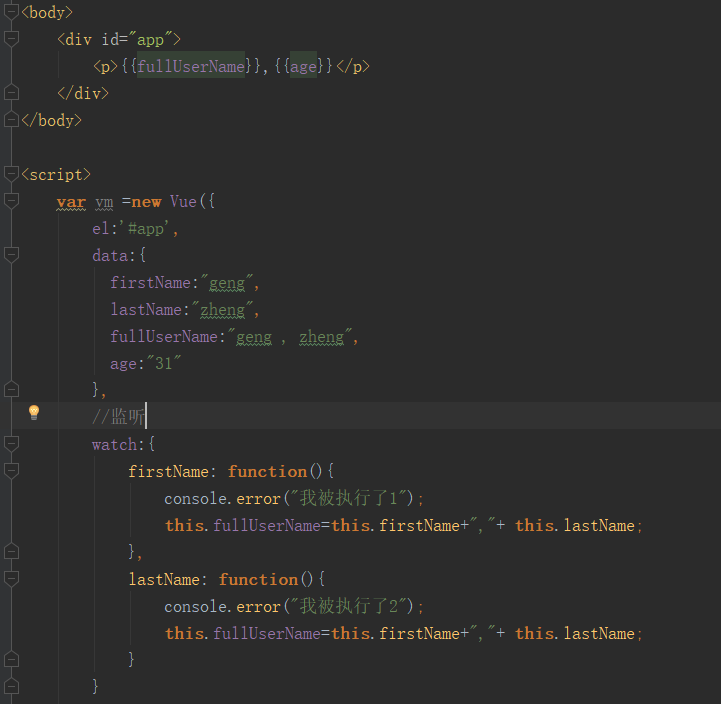 <body>
    <div id="app">
        <p>{{fullUserName}},{{age}}</p>
    </div>
</body>

<script>
    var vm =new Vue({
        el:'#app',
        data:{
          firstName:"geng",
          lastName:"zheng",
          fullUserName:"geng , zheng",
          age:"31"
        },
        //监听
        watch:{
            firstName: function(){
                console.error("我被执行了1");
                this.fullUserName=this.firstName+","+ this.lastName;
            },
            lastName: function(){
                console.error("我被执行了2");
                this.fullUserName=this.firstName+","+ this.lastName;
            }
        }